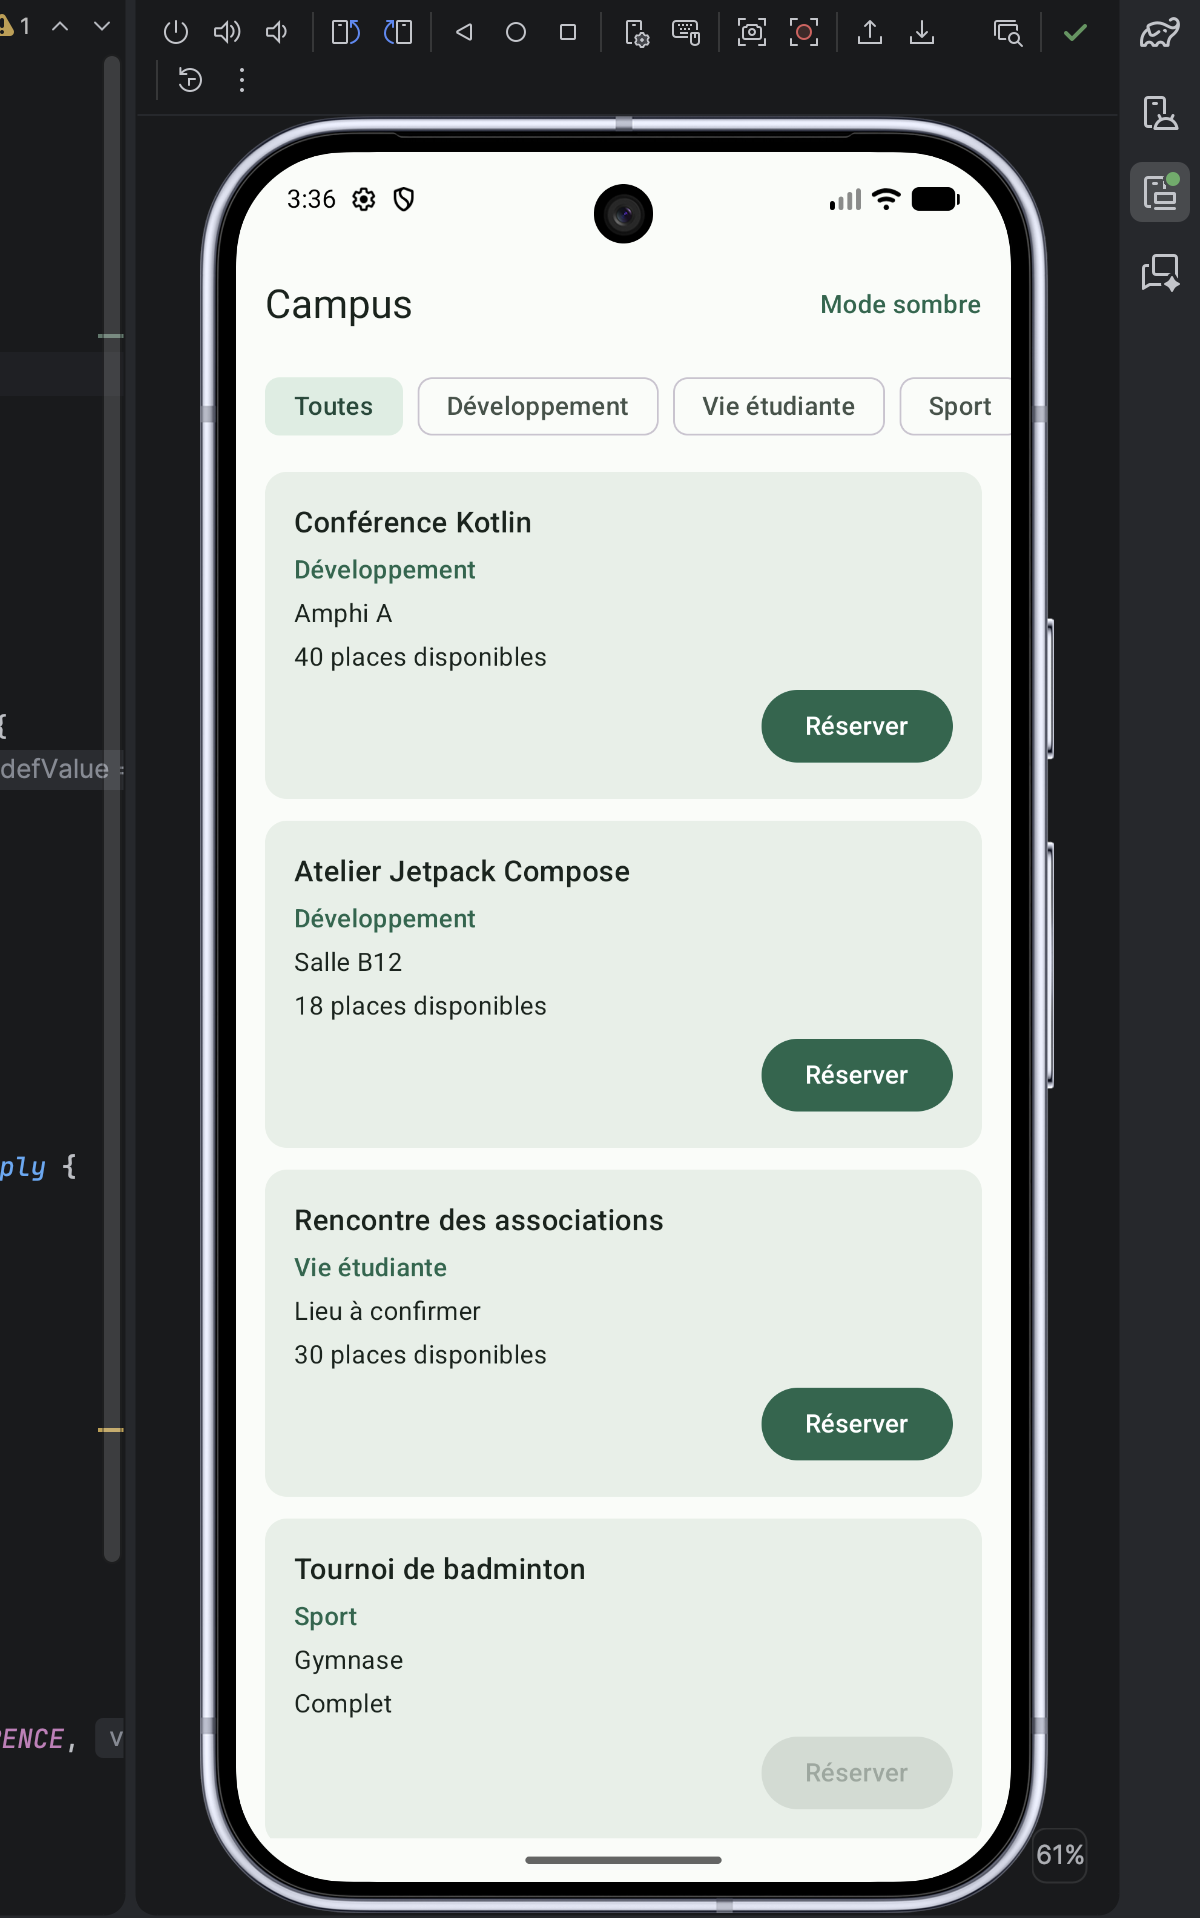 1
3:36
Campus
Mode sombre
Toutes
Développement
Vie étudiante
Sport
Conférence Kotlin
Développement
Amphi A
40 places disponibles
Réserver
{
defValue =
Atelier Jetpack Compose
Développement
Salle B12
18 places disponibles
Réserver
ply {
Rencontre des associations
Vie étudiante
Lieu à confirmer
30 places disponibles
Réserver
Tournoi de badminton
Sport
Gymnase
Complet
Réserver
ENCE, v
61%